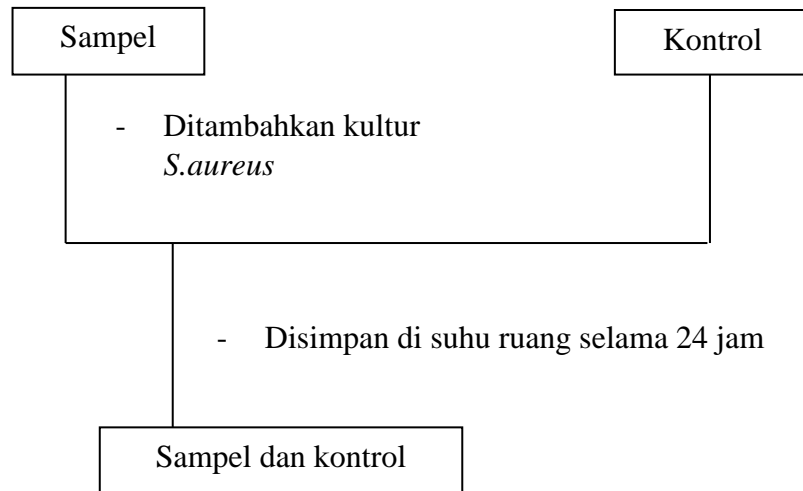 Sampel
Kontrol
- Ditambahkan kultur
S.aureus
- Disimpan di suhu ruang selama 24 jam
Sampel dan kontrol